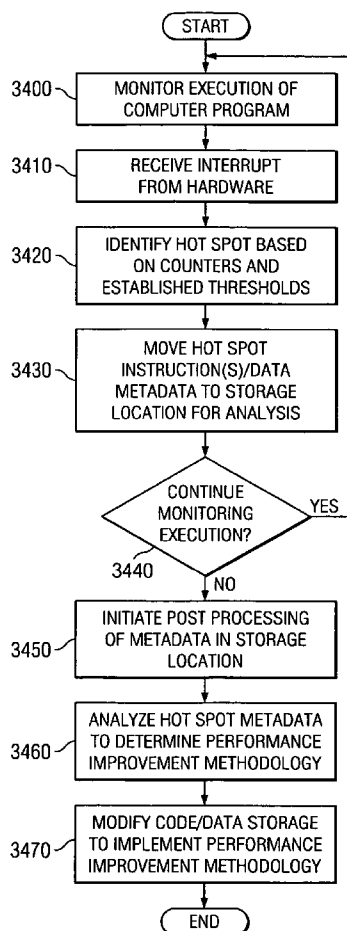 START
3400
MONITOR EXECUTION OF
COMPUTER PROGRAM
3410
RECEIVE INTERRUPT
FROM HARDWARE
3420
IDENTIFY HOT SPOT BASED
ON COUNTERS AND
ESTABLISHED THRESHOLDS
3430
MOVE HOT SPOT
INSTRUCTION(S)/DATA
METADATA TO STORAGE
LOCATION FOR ANALYSIS
CONTINUE
MONITORING
EXECUTION?
YES
3440
NO
3450
INITIATE POST PROCESSING
OF METADATA IN STORAGE
LOCATION
3460
ANALYZE HOT SPOT METADATA
TO DETERMINE PERFORMANCE
IMPROVEMENT METHODOLOGY
3470
MODIFY CODE/DATA STORAGE
TO IMPLEMENT PERFORMANCE
IMPROVEMENT METHODOLOGY
END